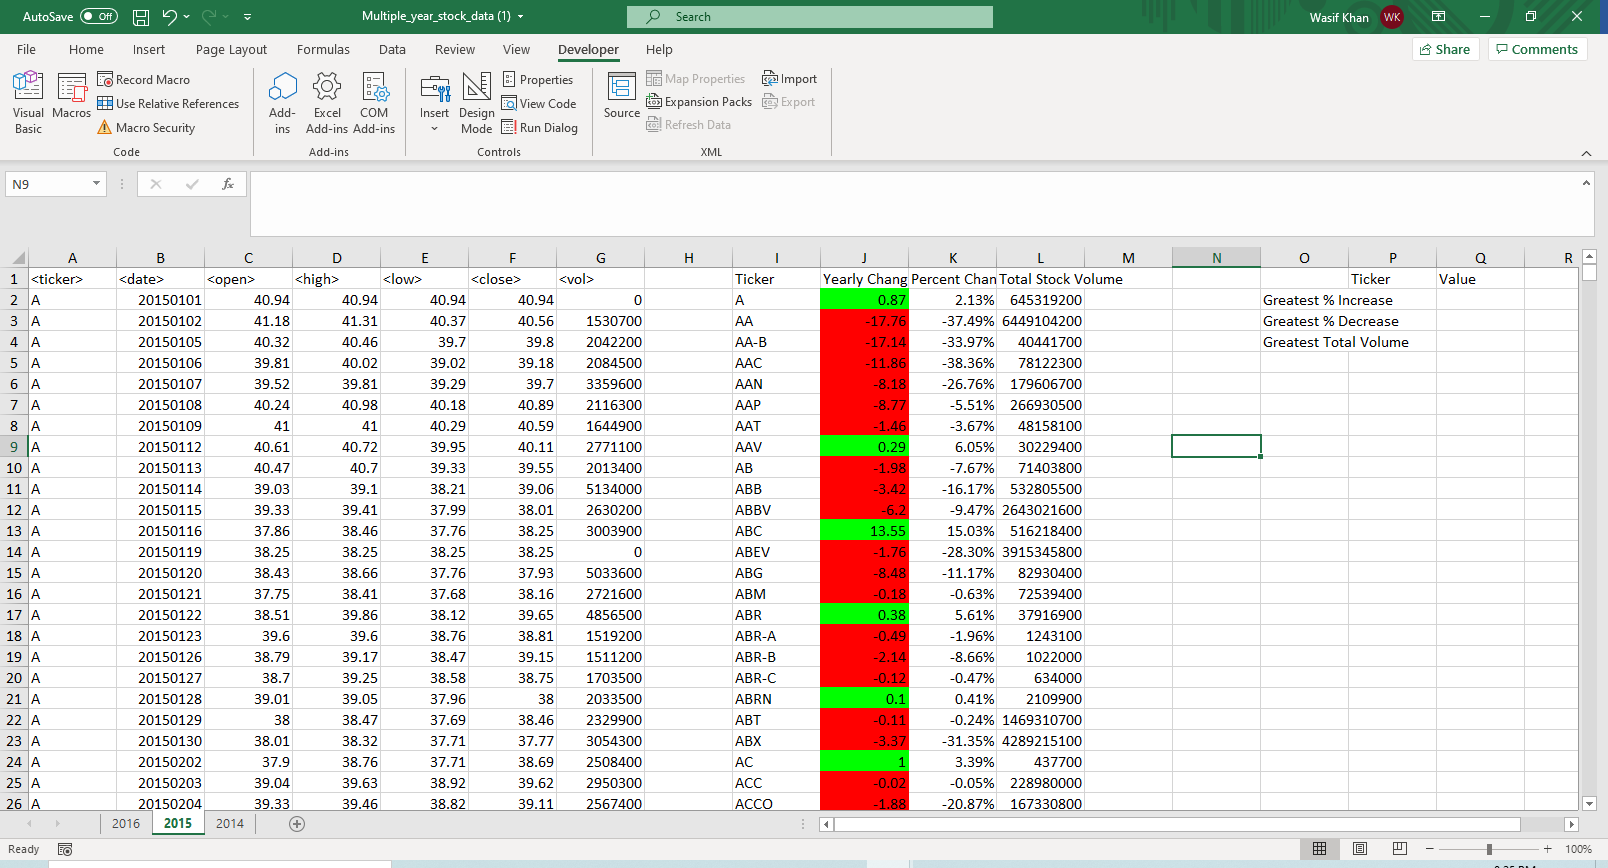 AutoSave Off Multiple_year_stock_data (1) Search Wasif Khan WK
File Home Insert Page Layout Formulas Data Review View Developer Help Share Comments
Visual Basic
Macros
Record Macro
Use Relative References
Macro Security
Code
Add-ins
Excel Add-ins
COM Add-ins
Add-ins
Insert
Design Mode
Properties
View Code
Run Dialog
Controls
Source
Map Properties
Expansion Packs
Refresh Data
Import
Export
XML
N9 fx
A B C D E F G H I J K L M N O P Q R
1 <ticker> <date> <open> <high> <low> <close> <vol> Ticker Yearly Chang Percent Chan Total Stock Volume Ticker Value
2 A 20150101 40.94 40.94 40.94 40.94 0 A 0.87 2.13% 645319200 Greatest % Increase
3 A 20150102 41.18 41.31 40.37 40.56 1530700 AA -17.76 -37.49% 6449104200 Greatest % Decrease
4 A 20150105 40.32 40.46 39.7 39.8 2042200 AA-B -17.14 -33.97% 40441700 Greatest Total Volume
5 A 20150106 39.81 40.02 39.02 39.18 2084500 AAC -11.86 -38.36% 78122300
6 A 20150107 39.52 39.81 39.29 39.7 3359600 AAN -8.18 -26.76% 179606700
7 A 20150108 40.24 40.98 40.18 40.89 2116300 AAP -8.77 -5.51% 266930500
8 A 20150109 41 41 40.29 40.59 1644900 AAT -1.46 -3.67% 48158100
9 A 20150112 40.61 40.72 39.95 40.11 2771100 AAV 0.29 6.05% 30229400
10 A 20150113 40.47 40.7 39.33 39.55 2013400 AB -1.98 -7.67% 71403800
11 A 20150114 39.03 39.1 38.21 39.06 5134000 ABB -3.42 -16.17% 532805500
12 A 20150115 39.33 39.41 37.99 38.01 2630200 ABBV -6.2 -9.47% 2643021600
13 A 20150116 37.86 38.46 37.76 38.25 3003900 ABC 13.55 15.03% 516218400
14 A 20150119 38.25 38.25 38.25 38.25 0 ABEV -1.76 -28.30% 3915345800
15 A 20150120 38.43 38.66 37.76 37.93 5033600 ABG -8.48 -11.17% 82930400
16 A 20150121 37.75 38.41 37.68 38.16 2721600 ABM -0.18 -0.63% 72539400
17 A 20150122 38.51 39.86 38.12 39.65 4856500 ABR 0.38 5.61% 37916900
18 A 20150123 39.6 39.6 38.76 38.81 1519200 ABR-A -0.49 -1.96% 1243100
19 A 20150126 38.79 39.17 38.47 39.15 1511200 ABR-B -2.14 -8.66% 1022000
20 A 20150127 38.7 39.25 38.58 38.75 1703500 ABR-C -0.12 -0.47% 634000
21 A 20150128 39.01 39.05 37.96 38 2033500 ABRN 0.1 0.41% 2109900
22 A 20150129 38 38.47 37.69 38.46 2329900 ABT -0.11 -0.24% 1469310700
23 A 20150130 38.01 38.32 37.71 37.77 3054300 ABX -3.37 -31.35% 4289215100
24 A 20150202 37.9 38.76 37.71 38.69 2508400 AC 1 3.39% 437700
25 A 20150203 39.04 39.63 38.92 39.62 2950300 ACC -0.02 -0.05% 228980000
26 A 20150204 39.33 39.46 38.82 39.11 2567400 ACCO -1.88 -20.87% 167330800
2016 2015 2014
Ready 100%